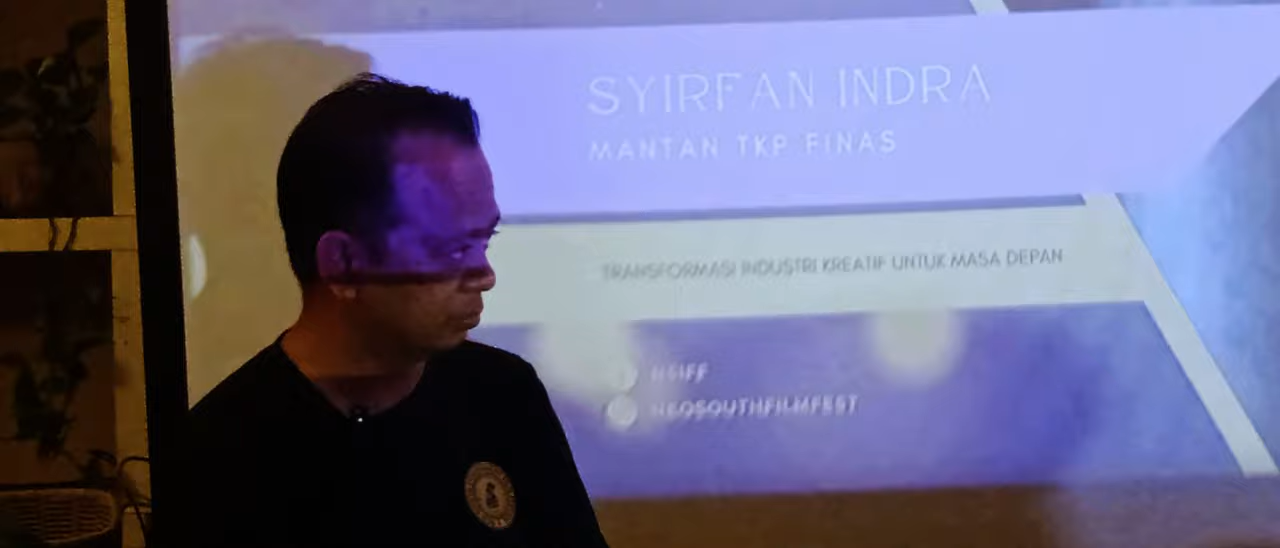 SYIRFAN INDRA
MANTAN TKP FINAS
TRANSFORMASI INDUSTRI KREATIF UNTUK MASA DEPAN
NSIFF
NEOSOUTHFILMFEST